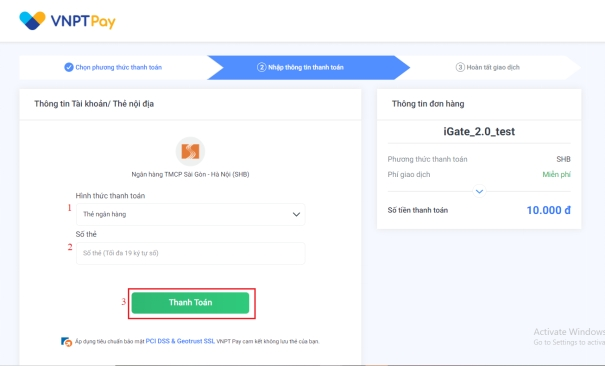 VNPT Pay
Chọn phương thức thanh toán
2 Nhập thông tin thanh toán
3 Hoàn tất giao dịch
Thông tin Tài khoản/ Thẻ nội địa
Ngân hàng TMCP Sài Gòn - Hà Nội (SHB)
Hình thức thanh toán
1 Thẻ ngân hàng
Số thẻ
2 Số thẻ (Tối đa 19 ký tự số)
3 Thanh Toán
Áp dụng tiêu chuẩn bảo mật PCI DSS & Geotrust SSL VNPT Pay cam kết không lưu thẻ của bạn.
Thông tin đơn hàng
iGate_2.0_test
Phương thức thanh toán SHB
Phí giao dịch Miễn phí
Số tiền thanh toán 10.000 đ
Activate Windows
Go to Settings to activa